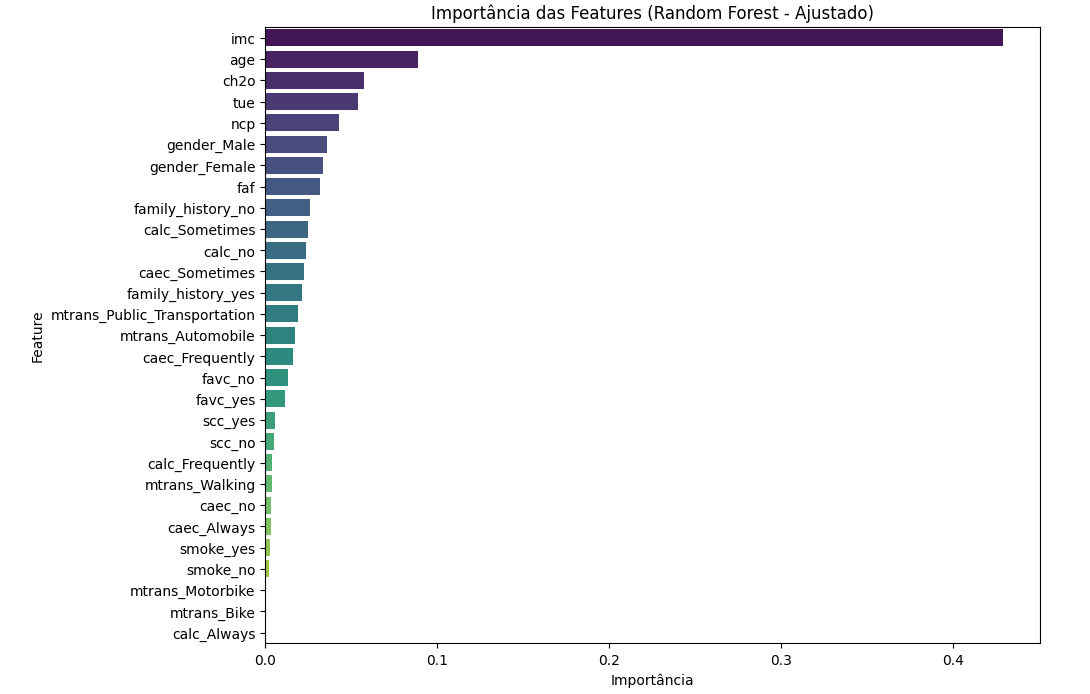 Importância das Features (Random Forest - Ajustado)
Feature
imc
age
ch2o
tue
ncp
gender_Male
gender_Female
faf
family_history_no
calc_Sometimes
calc_no
caec_Sometimes
family_history_yes
mtrans_Public_Transportation
mtrans_Automobile
caec_Frequently
favc_no
favc_yes
scc_yes
scc_no
calc_Frequently
mtrans_Walking
caec_no
caec_Always
smoke_yes
smoke_no
mtrans_Motorbike
mtrans_Bike
calc_Always
0.0 0.1 0.2 0.3 0.4
Importância